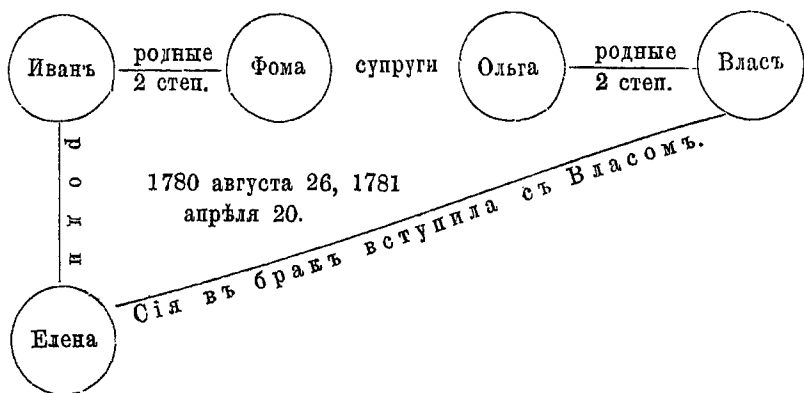 Иванъ родные 2 степ. Фома супруги Ольга родные 2 степ. Власъ
роди
1780 августа 26, 1781
апрѣля 20.
Сія въ бракъ вступила съ Власомъ.
Елена